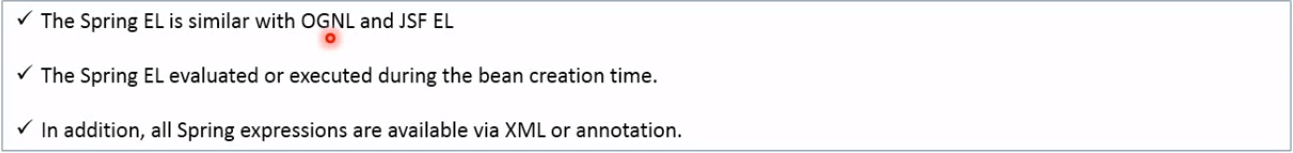 ✓ The Spring EL is similar with OGNL and JSF EL
✓ The Spring EL evaluated or executed during the bean creation time.
✓ In addition, all Spring expressions are available via XML or annotation.